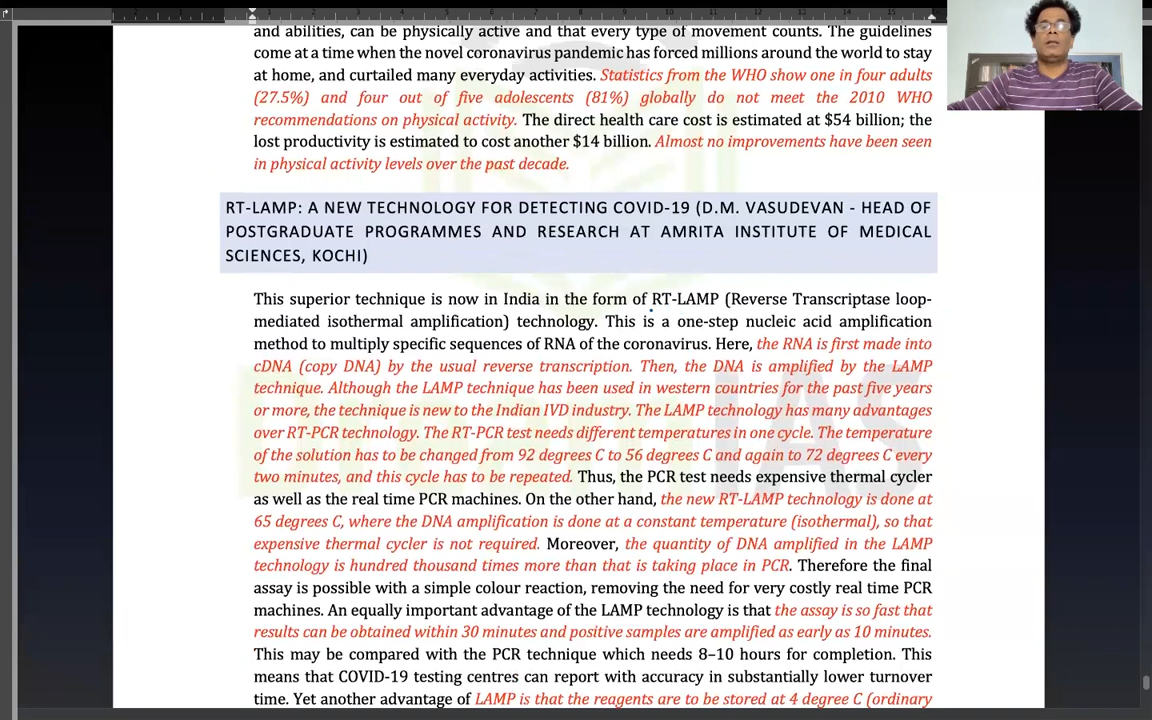 and abilities, can be physically active and that every type of movement counts. The guidelines
come at a time when the novel coronavirus pandemic has forced millions around the world to stay
at home, and curtailed many everyday activities. Statistics from the WHO show one in four adults
(27.5%) and four out of five adolescents (81%) globally do not meet the 2010 WHO
recommendations on physical activity. The direct health care cost is estimated at $54 billion; the
lost productivity is estimated to cost another $14 billion. Almost no improvements have been seen
in physical activity levels over the past decade.
RT-LAMP: A NEW TECHNOLOGY FOR DETECTING COVID-19 (D.M. VASUDEVAN - HEAD OF
POSTGRADUATE PROGRAMMES AND RESEARCH AT AMRITA INSTITUTE OF MEDICAL
SCIENCES, KOCHI)
This superior technique is now in India in the form of RT-LAMP (Reverse Transcriptase loop-
mediated isothermal amplification) technology. This is a one-step nucleic acid amplification
method to multiply specific sequences of RNA of the coronavirus. Here, the RNA is first made into
cDNA (copy DNA) by the usual reverse transcription. Then, the DNA is amplified by the LAMP
technique. Although the LAMP technique has been used in western countries for the past five years
or more, the technique is new to the Indian IVD industry. The LAMP technology has many advantages
over RT-PCR technology. The RT-PCR test needs different temperatures in one cycle. The temperature
of the solution has to be changed from 92 degrees C to 56 degrees C and again to 72 degrees C every
two minutes, and this cycle has to be repeated. Thus, the PCR test needs expensive thermal cycler
as well as the real time PCR machines. On the other hand, the new RT-LAMP technology is done at
65 degrees C, where the DNA amplification is done at a constant temperature (isothermal), so that
expensive thermal cycler is not required. Moreover, the quantity of DNA amplified in the LAMP
technology is hundred thousand times more than that is taking place in PCR. Therefore the final
assay is possible with a simple colour reaction, removing the need for very costly real time PCR
machines. An equally important advantage of the LAMP technology is that the assay is so fast that
results can be obtained within 30 minutes and positive samples are amplified as early as 10 minutes.
This may be compared with the PCR technique which needs 8–10 hours for completion. This
means that COVID-19 testing centres can report with accuracy in substantially lower turnover
time. Yet another advantage of LAMP is that the reagents are to be stored at 4 degree C (ordinary